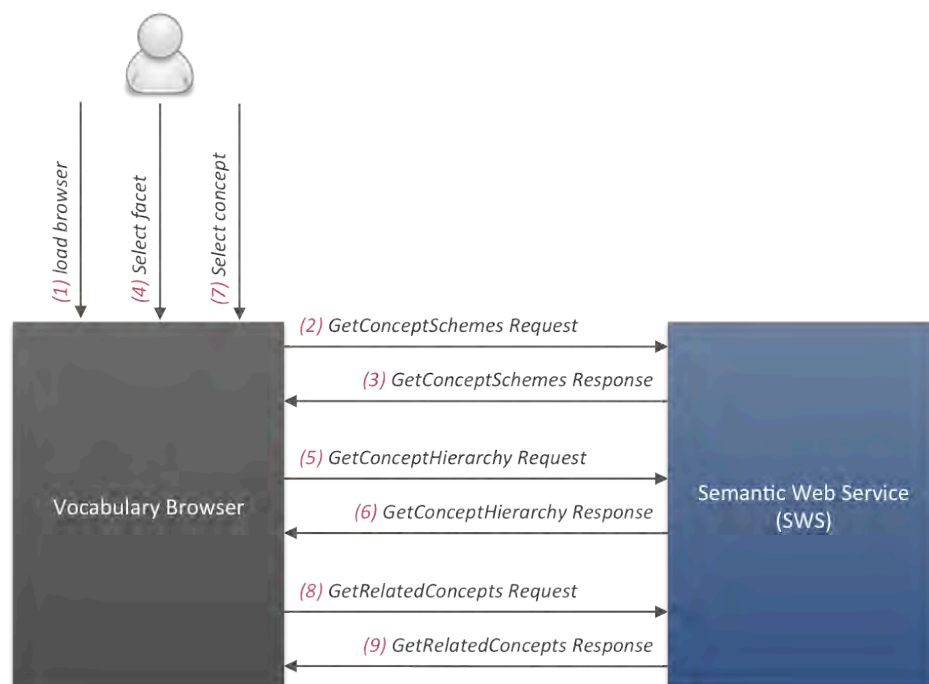 (1) load browser
(4) Select facet
(7) Select concept
(2) GetConceptSchemes Request
(3) GetConceptSchemes Response
(5) GetConceptHierarchy Request
(6) GetConceptHierarchy Response
(8) GetRelatedConcepts Request
(9) GetRelatedConcepts Response
Vocabulary Browser
Semantic Web Service
(SWS)